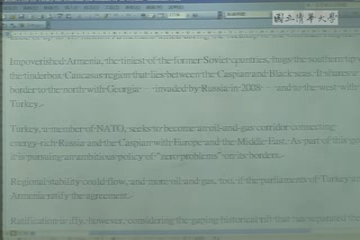 國立清華大學
Impoverished Armenia, the tiniest of the former Soviet countries, hugs the southern tip
the tinderbox Caucasus region that lies between the Caspian and Black seas. It shares a
border to the north with Georgia — invaded by Russia in 2008 — and to the west with
Turkey.
Turkey, a member of NATO, seeks to become an oil-and-gas corridor connecting
energy-rich Russia and the Caspian with Europe and the Middle East. As part of this go
it is pursuing an ambitious policy of "zero problems" on its borders.
Regional stability could flow, and more oil and gas, too, if the parliaments of Turkey an
Armenia ratify the agreement.
Ratification is iffy, however, considering the gaping historical rift that has separated th